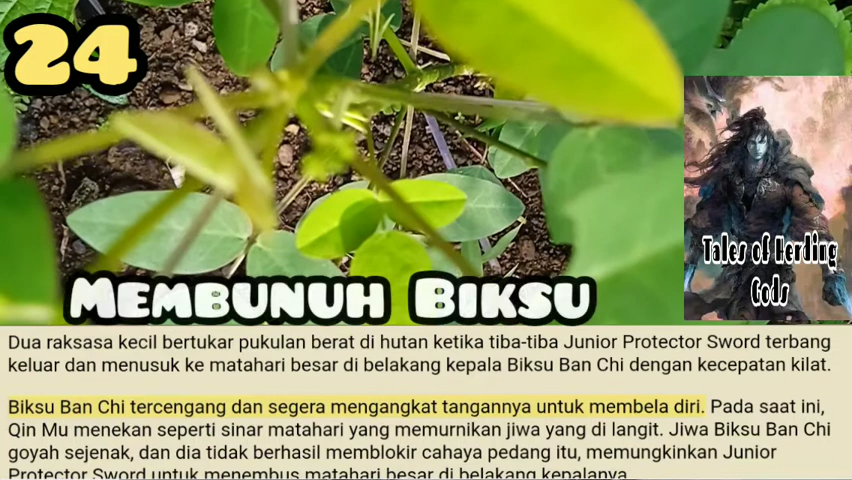 24
Tales of Herding
Gods
MEMBUNUH BIKSU
Dua raksasa kecil bertukar pukulan berat di hutan ketika tiba-tiba Junior Protector Sword terbang
keluar dan menusuk ke matahari besar di belakang kepala Biksu Ban Chi dengan kecepatan kilat.
Biksu Ban Chi tercengang dan segera mengangkat tangannya untuk membela diri. Pada saat ini,
Qin Mu menekan seperti sinar matahari yang memurnikan jiwa yang di langit. Jiwa Biksu Ban Chi
goyah sejenak, dan dia tidak berhasil memblokir cahaya pedang itu, memungkinkan Junior
Protector Sword untuk menembus matahari besar di belakang kepalanya